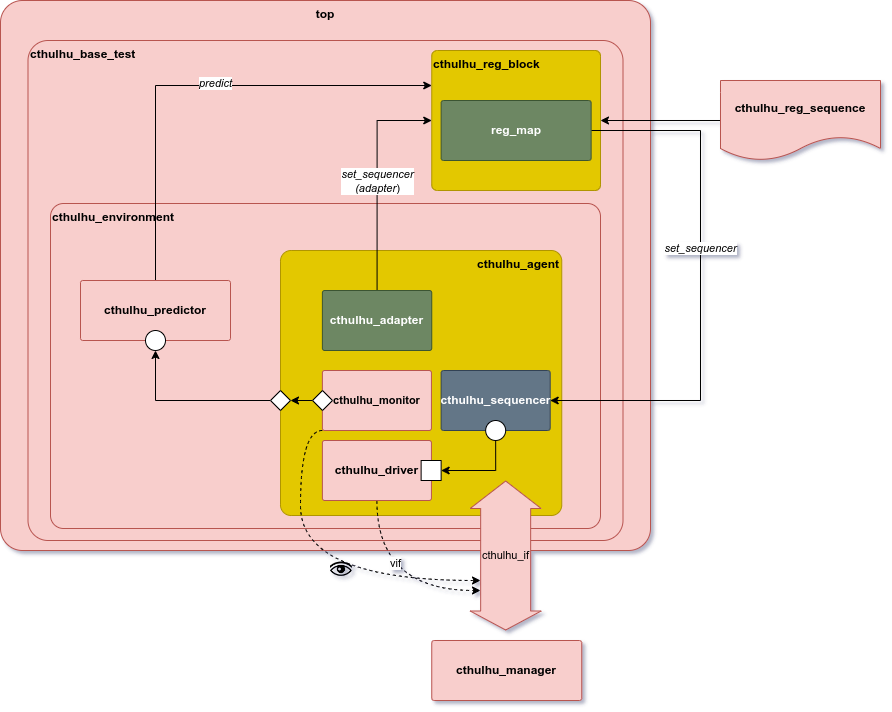 top
cthulhu_base_test
cthulhu_reg_block
predict
cthulhu_reg_sequence
reg_map
set_sequencer
(adapter)
cthulhu_environment
set_sequencer
cthulhu_agent
cthulhu_predictor
cthulhu_adapter
cthulhu_monitor
cthulhu_sequencer
cthulhu_driver
cthulhu_if
vif
cthulhu_manager